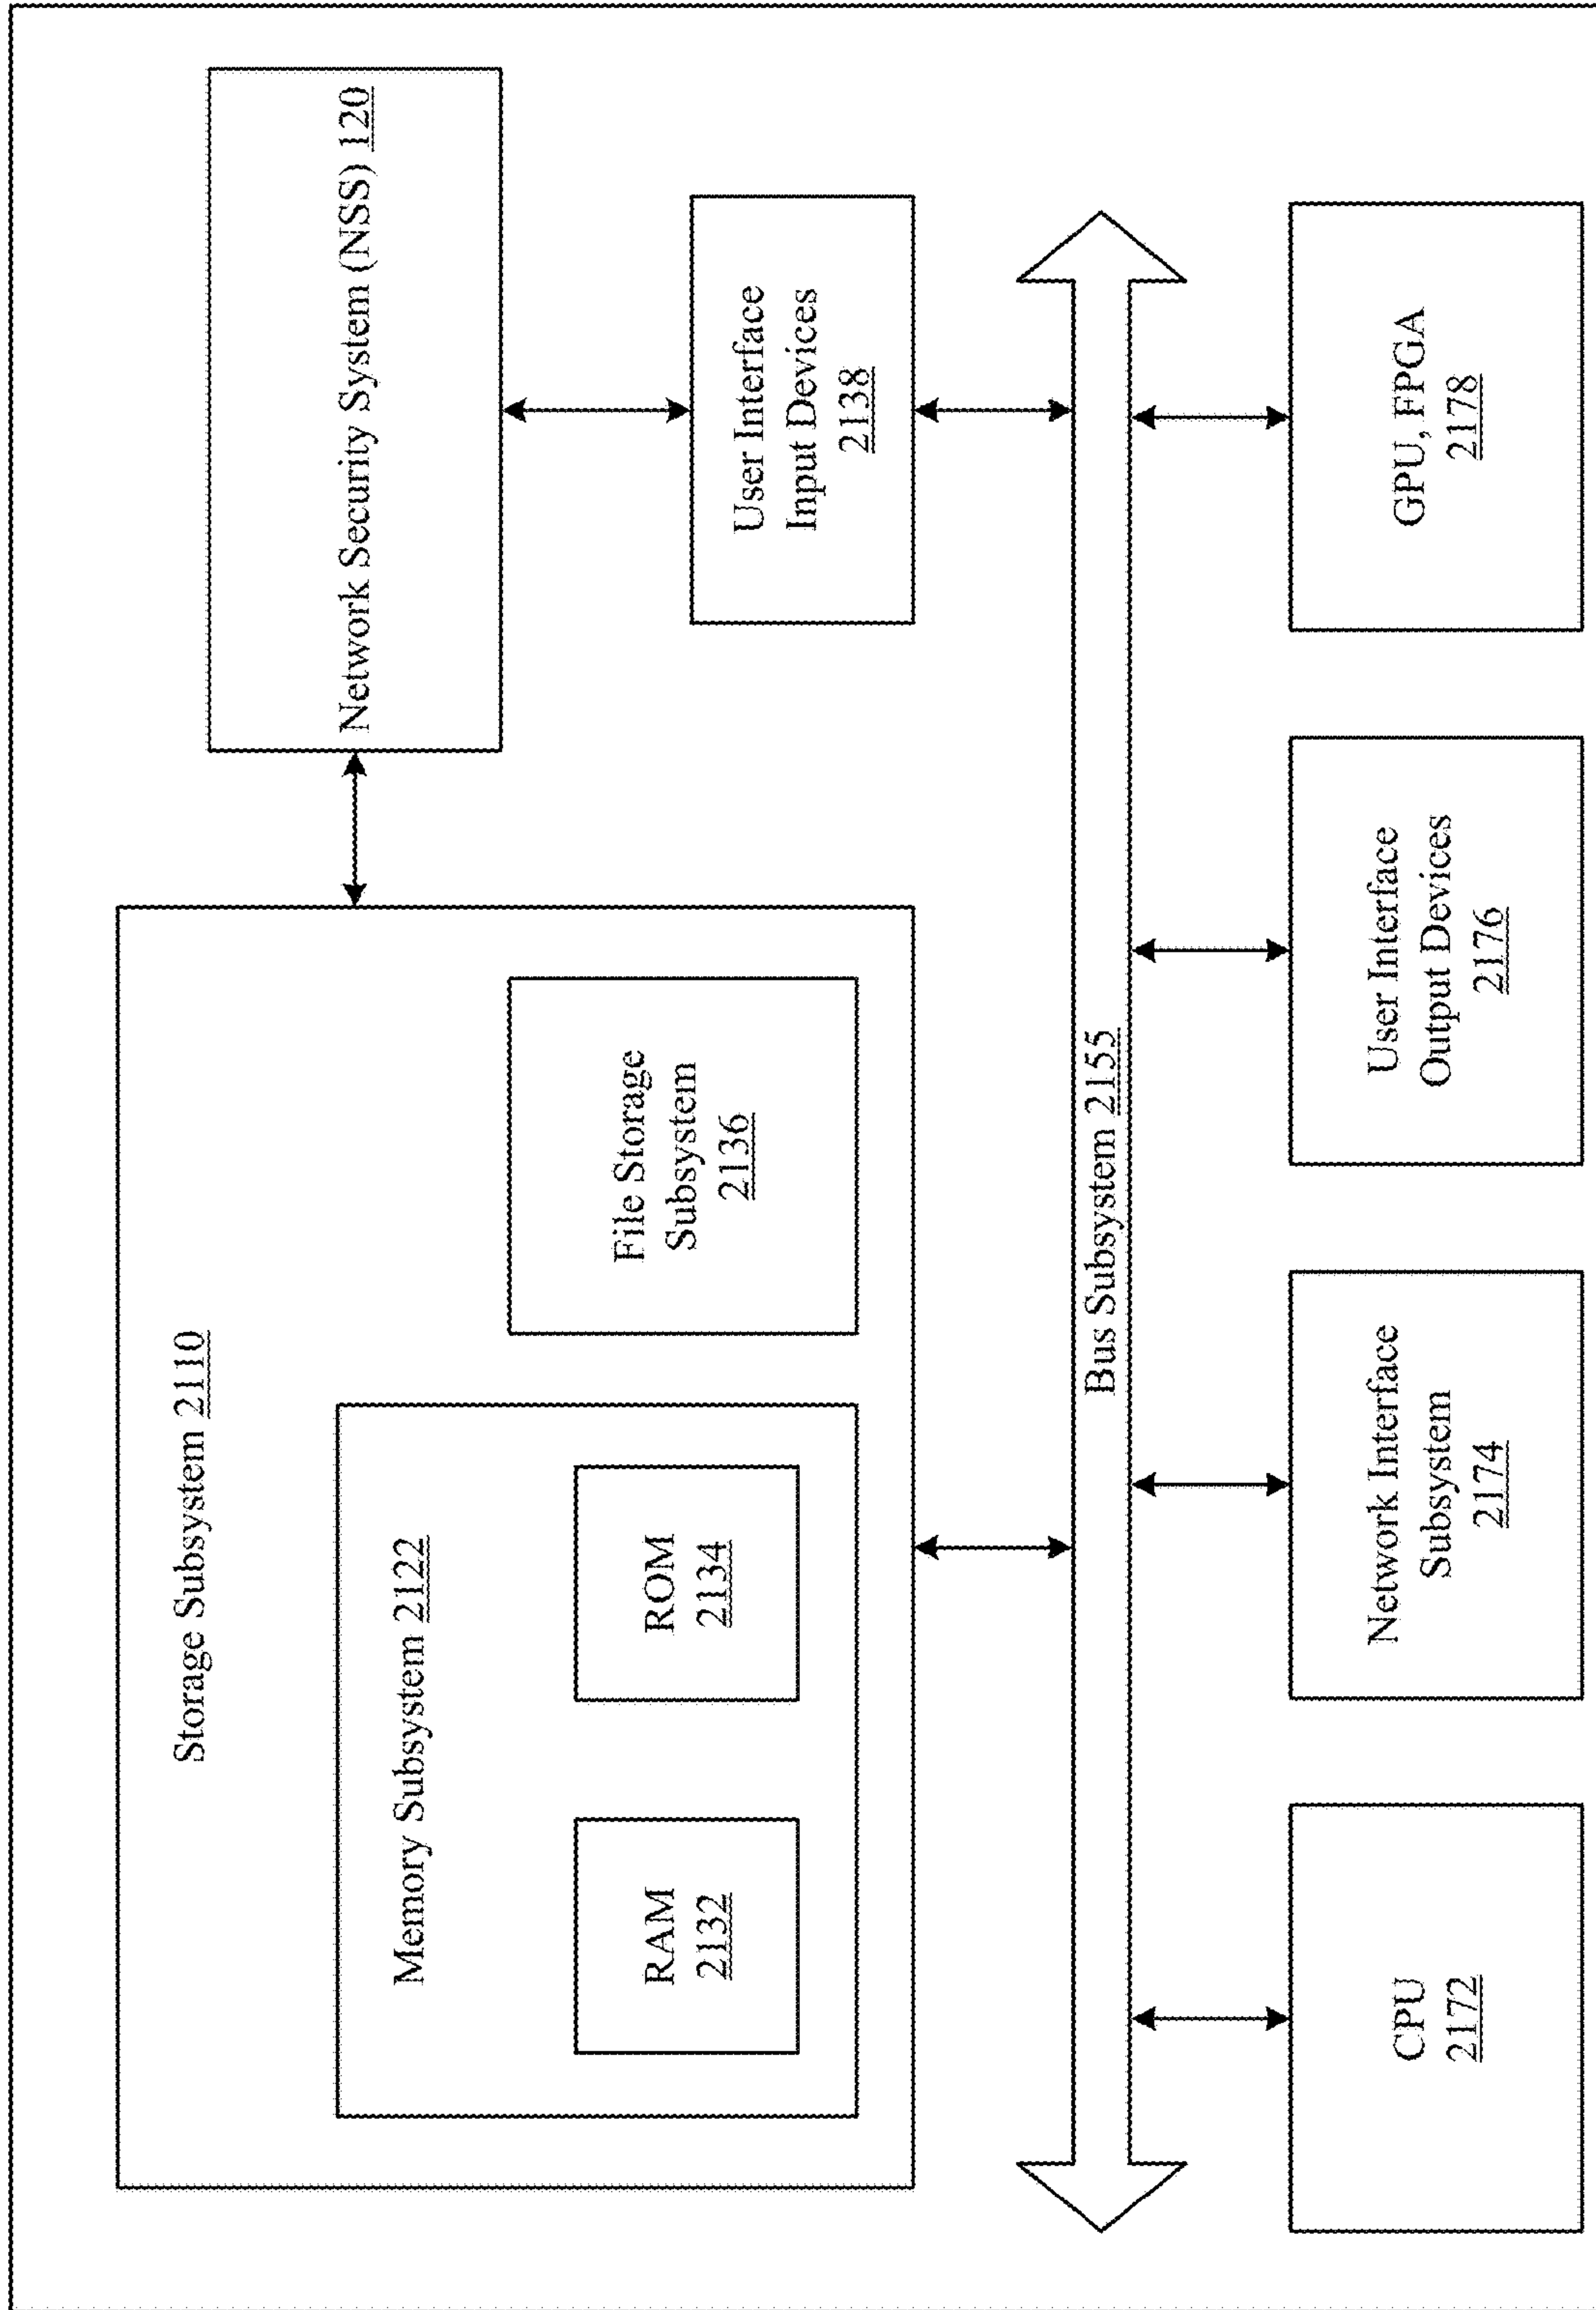 Storage Subsystem 2110
Memory Subsystem 2122
RAM
2132
ROM
2134
File Storage
Subsystem
2136
Network Security System (NSS) 120
User Interface
Input Devices
2138
Bus Subsystem 2155
CPU
2172
Network Interface
Subsystem
2174
User Interface
Output Devices
2176
GPU, FPGA
2178